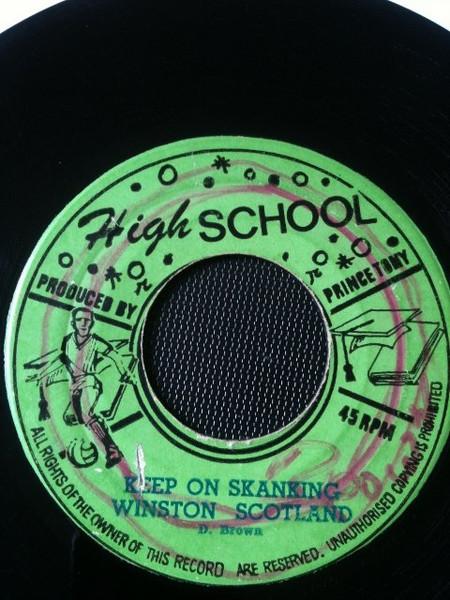 High SCHOOL
PRODUCED BY
PRINCE TONY
45 RPM
KEEP ON SKANKING
WINSTON SCOTLAND
D. Brown
ALL RIGHTS OF THE OWNER OF THIS RECORD ARE RESERVED. UNAUTHORISED COPYING IS PROHIBITED